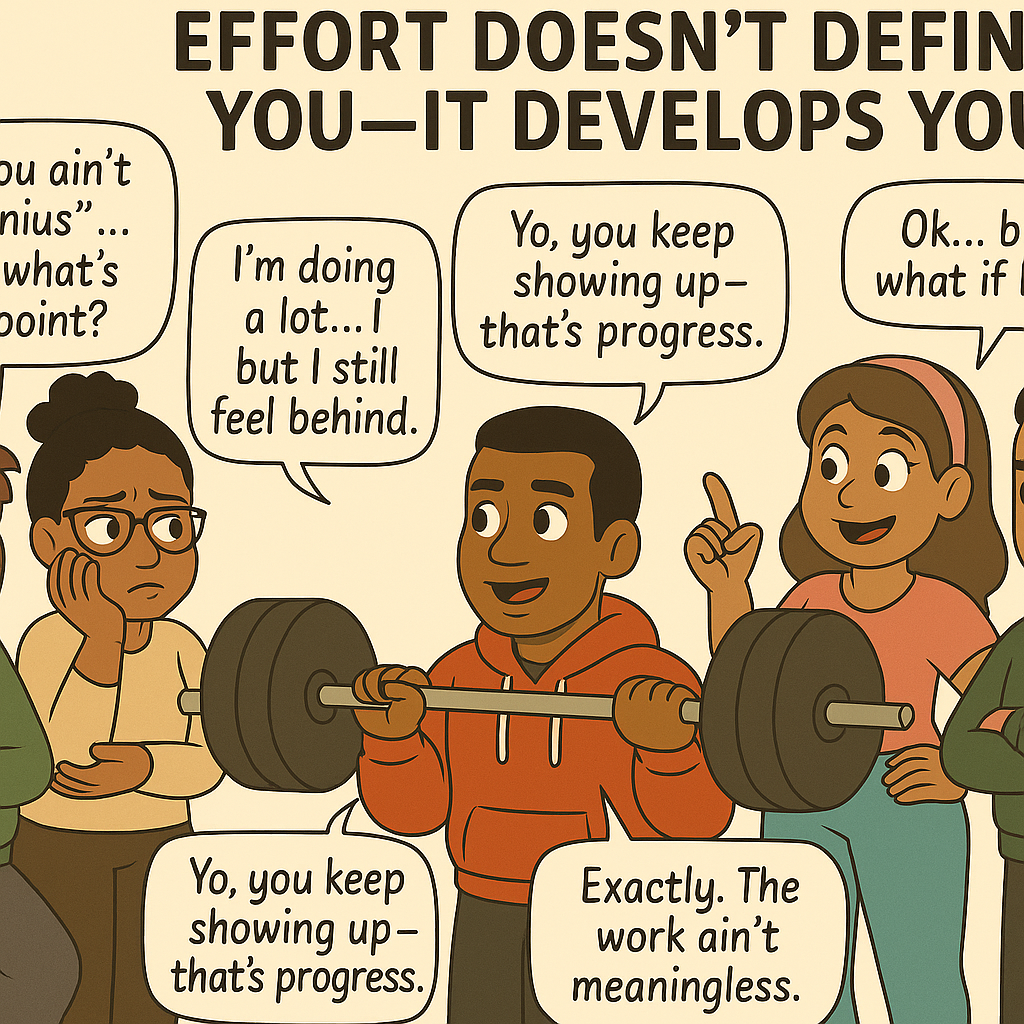 EFFORT DOESN'T DEFIN
YOU—IT DEVELOPS YOU
ou ain't
nius"...
what's
point?
I'm doing
a lot... I
but I still
feel behind.
Yo, you keep
showing up–
that's progress.
Ok... b
what if
Yo, you keep
showing up–
that's progress.
Exactly. The
work ain't
meaningless.